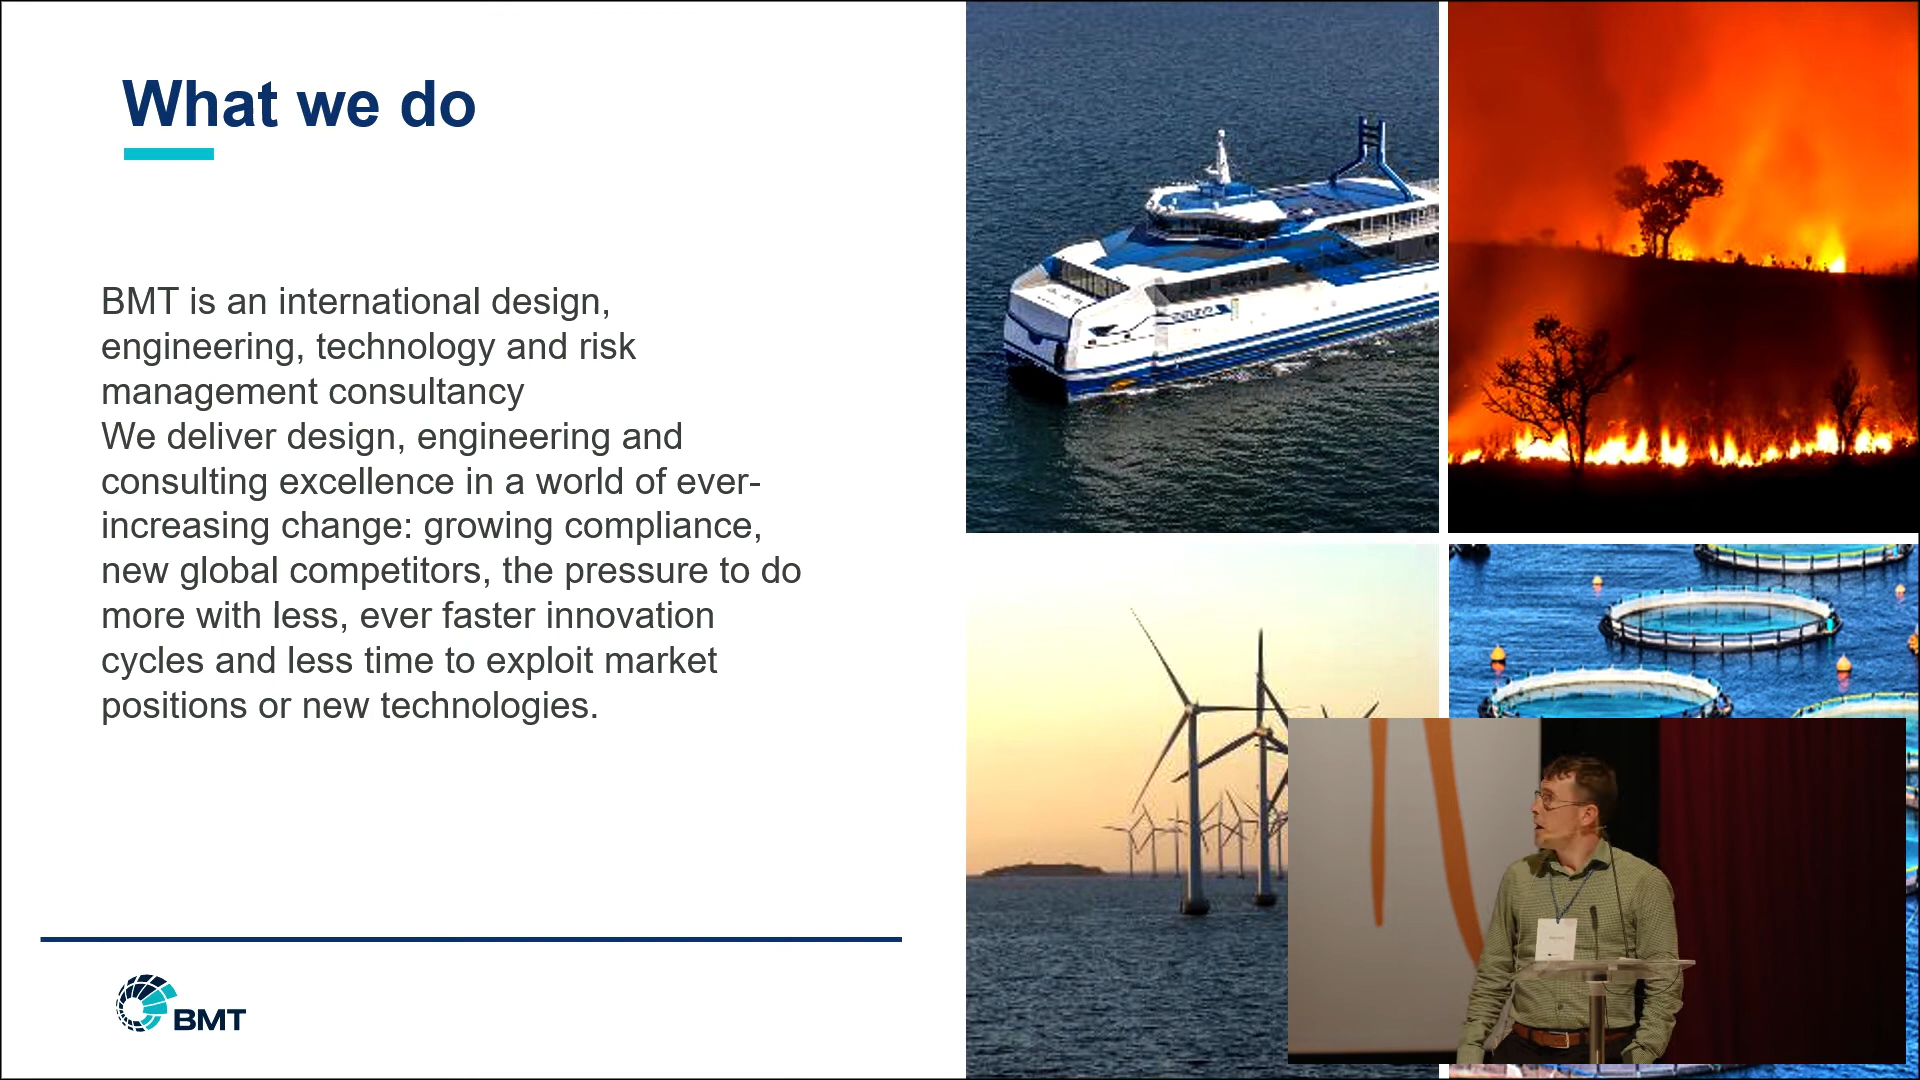 What we do
BMT is an international design,
engineering, technology and risk
management consultancy
We deliver design, engineering and
consulting excellence in a world of ever-
increasing change: growing compliance,
new global competitors, the pressure to do
more with less, ever faster innovation
cycles and less time to exploit market
positions or new technologies.
BMT